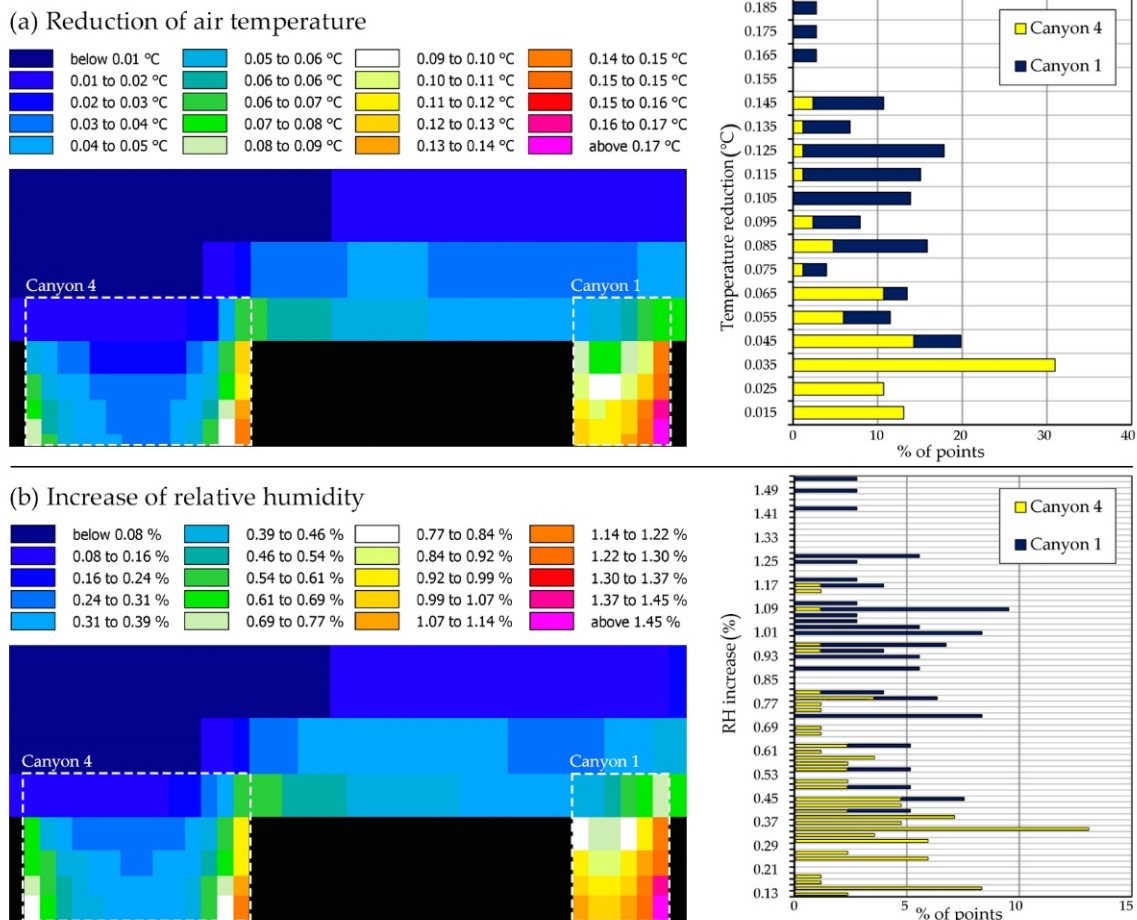 (a) Reduction of air temperature
below 0.01 °C
0.01 to 0.02 °C
0.02 to 0.03 °C
0.03 to 0.04 °C
0.04 to 0.05 °C
0.05 to 0.06 °C
0.06 to 0.06 °C
0.06 to 0.07 °C
0.07 to 0.08 °C
0.08 to 0.09 °C
0.09 to 0.10 °C
0.10 to 0.11 °C
0.11 to 0.12 °C
0.12 to 0.13 °C
0.13 to 0.14 °C
0.14 to 0.15 °C
0.15 to 0.15 °C
0.15 to 0.16 °C
0.16 to 0.17 °C
above 0.17 °C
Canyon 4
Canyon 1
Temperature reduction (°C)
0.185
0.175
0.165
0.155
0.145
0.135
0.125
0.115
0.105
0.095
0.085
0.075
0.065
0.055
0.045
0.035
0.025
0.015
Canyon 4
Canyon 1
0 10 20 30 40
% of points
(b) Increase of relative humidity
below 0.08 %
0.08 to 0.16 %
0.16 to 0.24 %
0.24 to 0.31 %
0.31 to 0.39 %
0.39 to 0.46 %
0.46 to 0.54 %
0.54 to 0.61 %
0.61 to 0.69 %
0.69 to 0.77 %
0.77 to 0.84 %
0.84 to 0.92 %
0.92 to 0.99 %
0.99 to 1.07 %
1.07 to 1.14 %
1.14 to 1.22 %
1.22 to 1.30 %
1.30 to 1.37 %
1.37 to 1.45 %
above 1.45 %
Canyon 4
Canyon 1
RH increase (%)
1.49
1.41
1.33
1.25
1.17
1.09
1.01
0.93
0.85
0.77
0.69
0.61
0.53
0.45
0.37
0.29
0.21
0.13
Canyon 4
Canyon 1
0 5 10 15
% of points